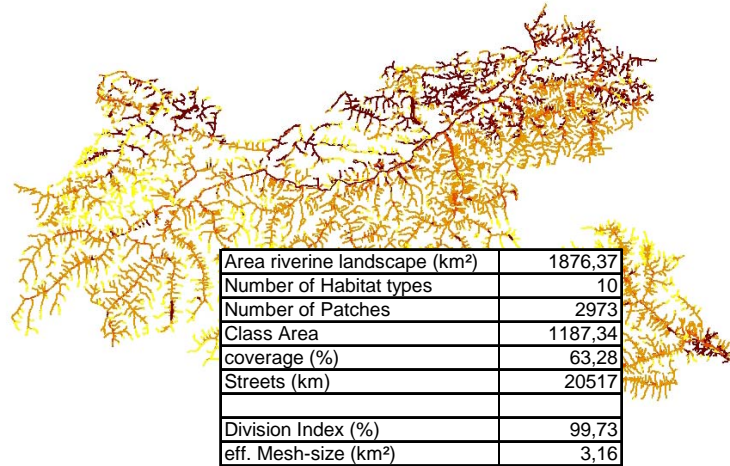 Area riverine landscape (km²) 1876,37
Number of Habitat types 10
Number of Patches 2973
Class Area 1187,34
coverage (%) 63,28
Streets (km) 20517
Division Index (%) 99,73
eff. Mesh-size (km²) 3,16